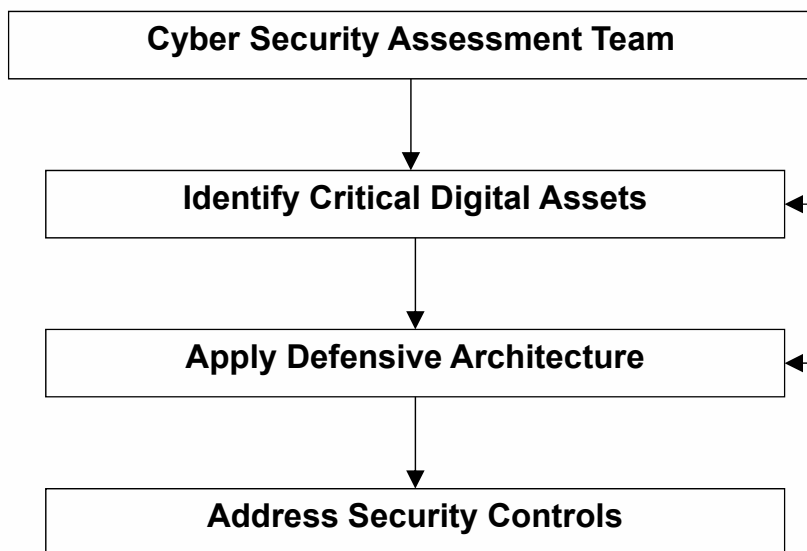 Cyber Security Assessment Team
Identify Critical Digital Assets
Apply Defensive Architecture
Address Security Controls